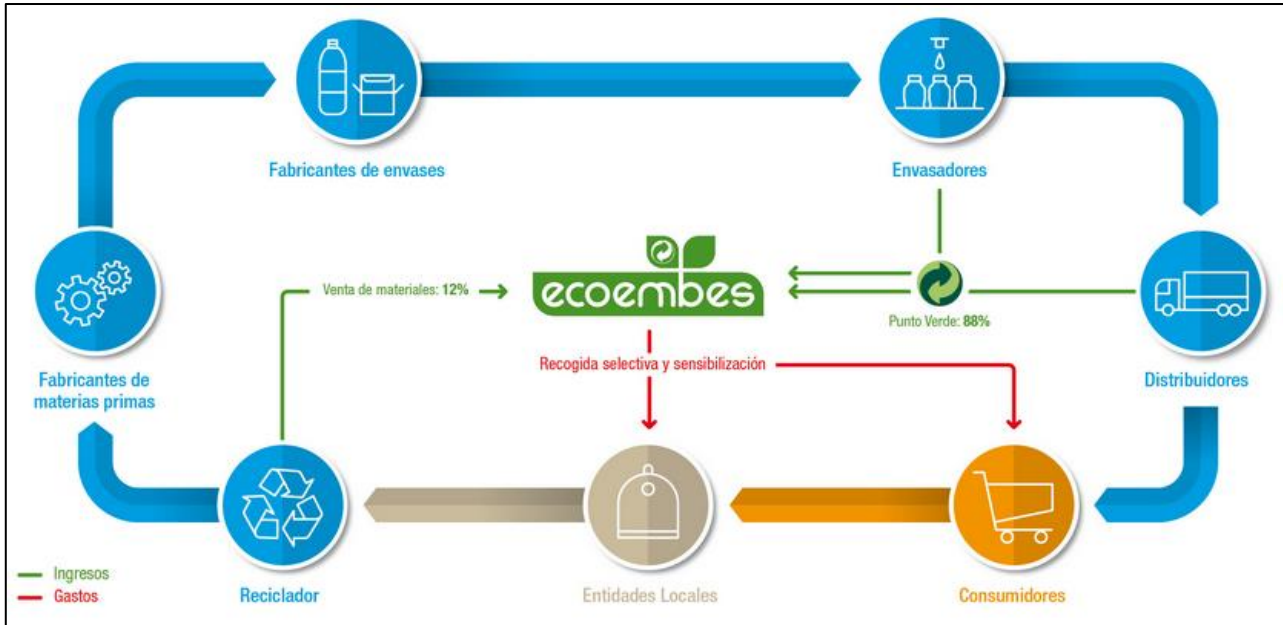 Fabricantes de envases
Envasadores
Venta de materiales: 12%
ecoembes
Punto Verde: 88%
Recogida selectiva y sensibilización
Fabricantes de
materias primas
Distribuidores
Ingresos
Gastos
Reciclador
Entidades Locales
Consumidores